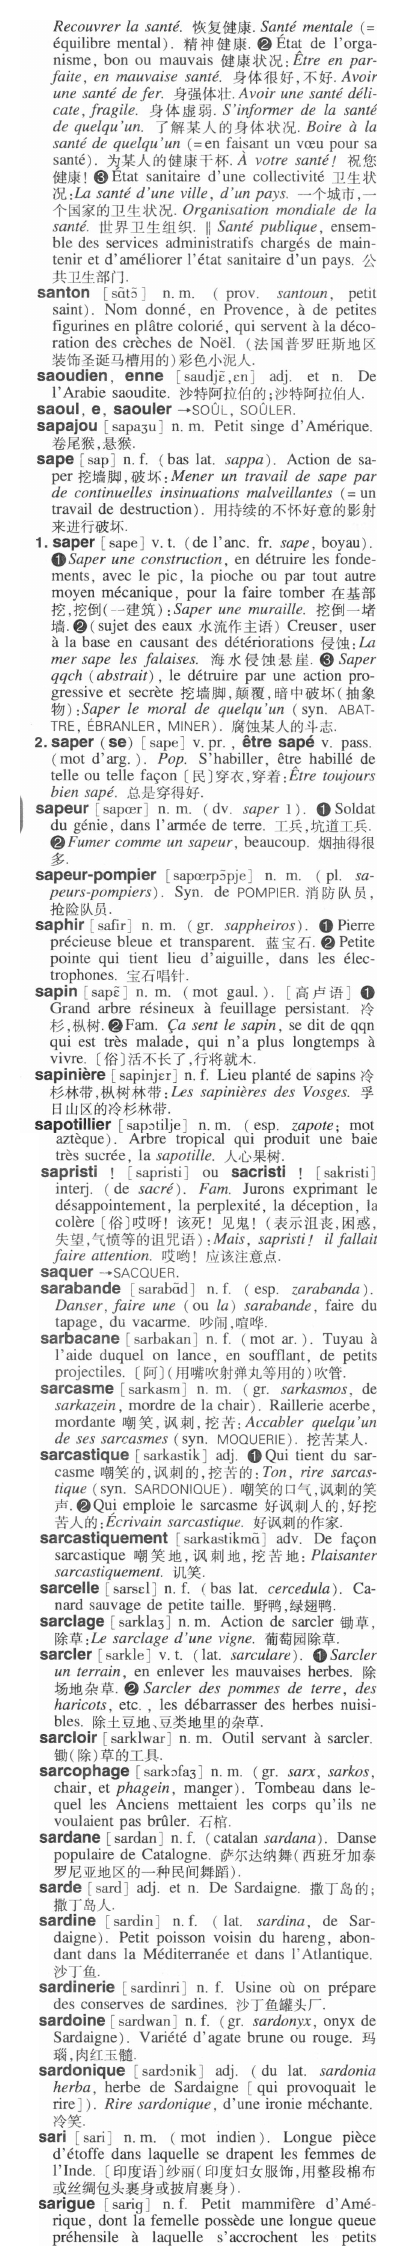 Recouvrer la santé. 恢复健康. Santé mentale (=
équilibre mental). 精神健康. ❷ État de l'orga-
nisme, bon ou mauvais 健康状况:Être en par-
faite, en mauvaise santé. 身体很好,不好. Avoir
une santé de fer. 身强体壮. Avoir une santé déli-
cate, fragile. 身体虚弱. S'informer de la santé
de quelqu'un. 了解某人的身体状况. Boire à la
santé de quelqu'un (=en faisant un vœu pour sa
santé). 为某人的健康干杯. À votre santé! 祝您
健康! ❸ État sanitaire d'une collectivité 卫生状
况:La santé d'une ville, d'un pays. 一个城市,一
个国家的卫生状况. Organisation mondiale de la
santé. 世界卫生组织. ‖ Santé publique, ensem-
ble des services administratifs chargés de main-
tenir et d'améliorer l'état sanitaire d'un pays. 公
共卫生部门.
santon [sɑ̃tɔ̃] n. m. ( prov. santoun, petit
saint). Nom donné, en Provence, à de petites
figurines en plâtre colorié, qui servent à la déco-
ration des crèches de Noël. (法国普罗旺斯地区
装饰圣诞马槽用的)彩色小泥人.
saoudien, enne [saudjɛ̃,ɛn] adj. et n. De
l'Arabie saoudite. 沙特阿拉伯的;沙特阿拉伯人.
saoul, e, saouler →SOÛL, SOÛLER.
sapajou [sapaʒu] n. m. Petit singe d'Amérique.
卷尾猴,悬猴.
sape [sap] n. f. (bas lat. sappa). Action de sa-
per 挖墙脚,破坏:Mener un travail de sape par
de continuelles insinuations malveillantes (= un
travail de destruction). 用持续的不怀好意的影射
来进行破坏.
1. saper [sape] v. t. (de l'anc. fr. sape, boyau).
❶ Saper une construction, en détruire les fonde-
ments, avec le pic, la pioche ou par tout autre
moyen mécanique, pour la faire tomber 在基部
挖,挖倒(一建筑):Saper une muraille. 挖倒一堵
墙. ❷ (sujet des eaux 水流作主语) Creuser, user
à la base en causant des détériorations 侵蚀:La
mer sape les falaises. 海水侵蚀悬崖. ❸ Saper
qqch (abstrait), le détruire par une action pro-
gressive et secrète 挖墙脚,颠覆,暗中破坏(抽象
物):Saper le moral de quelqu'un (syn. ABAT-
TRE, ÉBRANLER, MINER). 腐蚀某人的斗志.
2. saper (se) [sape] v. pr. , être sapé v. pass.
(mot d'arg. ). Pop. S'habiller, être habillé de
telle ou telle façon [民]穿衣,穿着:Être toujours
bien sapé. 总是穿得好.
sapeur [sapœr] n. m. (dv. saper 1). ❶ Soldat
du génie, dans l'armée de terre. 工兵,坑道工兵.
❷ Fumer comme un sapeur, beaucoup. 烟抽得很
多.
sapeur-pompier [sapœrpɔ̃pje] n. m. ( pl. sa-
peurs-pompiers). Syn. de POMPIER. 消防队员,
抢险队员.
saphir [safir] n. m. (gr. sappheiros). ❶ Pierre
précieuse bleue et transparent. 蓝宝石. ❷ Petite
pointe qui tient lieu d'aiguille, dans les élec-
trophones. 宝石唱针.
sapin [sapɛ̃] n. m. (mot gaul. ). [高卢语] ❶
Grand arbre résineux à feuillage persistant. 冷
杉,枞树. ❷ Fam. Ça sent le sapin, se dit de qqn
qui est très malade, qui n'a plus longtemps à
vivre. [俗]活不长了,行将就木.
sapinière [sapinjɛr] n. f. Lieu planté de sapins 冷
杉林带,枞树林带:Les sapinières des Vosges. 孚
日山区的冷杉林带.
sapotillier [sapɔtilje] n. m. (esp. zapote; mot
aztèque). Arbre tropical qui produit une baie
très sucrée, la sapotille. 人心果树.
sapristi ! [sapristi] ou sacristi ! [sakristi]
interj. (de sacré). Fam. Jurons exprimant le
désappointement, la perplexité, la déception, la
colère [俗]哎呀! 该死! 见鬼! (表示沮丧,困惑,
失望,气愤等的诅咒语):Mais, sapristi! il fallait
faire attention. 哎哟! 应该注意点.
saquer →SACQUER.
sarabande [sarabɑ̃d] n. f. (esp. zarabanda).
Danser, faire une (ou la) sarabande, faire du
tapage, du vacarme. 吵闹,喧哗.
sarbacane [sarbakan] n. f. (mot ar. ). Tuyau à
l'aide duquel on lance, en soufflant, de petits
projectiles. [阿](用嘴吹射弹丸等用的)吹管.
sarcasme [sarkasm] n. m. (gr. sarkasmos, de
sarkazein, mordre de la chair). Raillerie acerbe,
mordante 嘲笑,讽刺,挖苦:Accabler quelqu'un
de ses sarcasmes (syn. MOQUERIE). 挖苦某人.
sarcastique [sarkastik] adj. ❶ Qui tient du sar-
casme 嘲笑的,讽刺的,挖苦的:Ton, rire sarcas-
tique (syn. SARDONIQUE). 嘲笑的口气,讽刺的笑
声. ❷ Qui emploie le sarcasme 好讽刺人的,好挖
苦人的:Écrivain sarcastique. 好讽刺的作家.
sarcastiquement [sarkastikmɑ̃] adv. De façon
sarcastique 嘲笑地,讽刺地,挖苦地: Plaisanter
sarcastiquement. 讥笑.
sarcelle [sarsɛl] n. f. (bas lat. cercedula). Ca-
nard sauvage de petite taille. 野鸭,绿翅鸭.
sarclage [sarklaʒ] n. m. Action de sarcler 锄草,
除草:Le sarclage d'une vigne. 葡萄园除草.
sarcler [sarkle] v. t. (lat. sarculare). ❶ Sarcler
un terrain, en enlever les mauvaises herbes. 除
场地杂草. ❷ Sarcler des pommes de terre, des
haricots, etc. , les débarrasser des herbes nuisi-
bles. 除土豆地、豆类地里的杂草.
sarcloir [sarklwar] n. m. Outil servant à sarcler.
锄(除)草的工具.
sarcophage [sarkɔfaʒ] n. m. (gr. sarx, sarkos,
chair, et phagein, manger). Tombeau dans le-
quel les Anciens mettaient les corps qu'ils ne
voulaient pas brûler. 石棺.
sardane [sardan] n. f. (catalan sardana). Danse
populaire de Catalogne. 萨尔达纳舞(西班牙加泰
罗尼亚地区的一种民间舞蹈).
sarde [sard] adj. et n. De Sardaigne. 撒丁岛的;
撒丁岛人.
sardine [sardin] n. f. ( lat. sardina, de Sar-
daigne). Petit poisson voisin du hareng, abon-
dant dans la Méditerranée et dans l'Atlantique.
沙丁鱼.
sardinerie [sardinri] n. f. Usine où on prépare
des conserves de sardines. 沙丁鱼罐头厂.
sardoine [sardwan] n. f. (gr. sardonyx, onyx de
Sardaigne). Variété d'agate brune ou rouge. 玛
瑙,肉红玉髓.
sardonique [sardɔnik] adj. ( du lat. sardonia
herba, herbe de Sardaigne [ qui provoquait le
rire]). Rire sardonique, d'une ironie méchante.
冷笑.
sari [sari] n. m. ( mot indien). Longue pièce
d'étoffe dans laquelle se drapent les femmes de
l'Inde. [印度语]纱丽(印度妇女服饰,用整段棉布
或丝绸包头裹身或披肩裹身).
sarigue [sarig] n. f. Petit mammifère d'Amé-
rique, dont la femelle possède une longue queue
préhensile à laquelle s'accrochent les petits